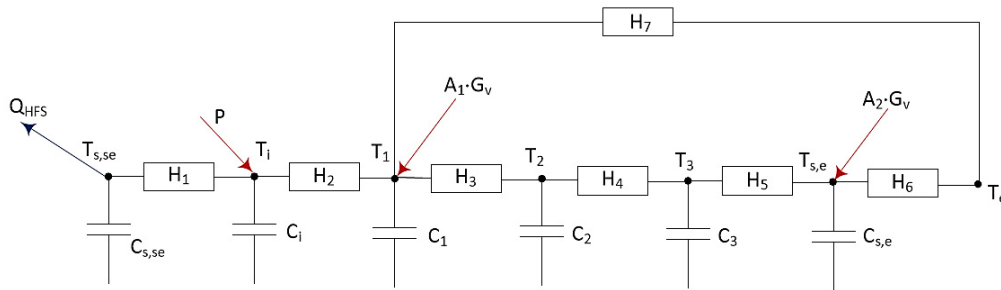 H7
A1·Gv
A2·Gv
QHFS
P
Ts,se
Ti
T1
T2
T3
Ts,e
H1
H2
H3
H4
H5
H6
Te
Cs,se
Ci
C1
C2
C3
Cs,e